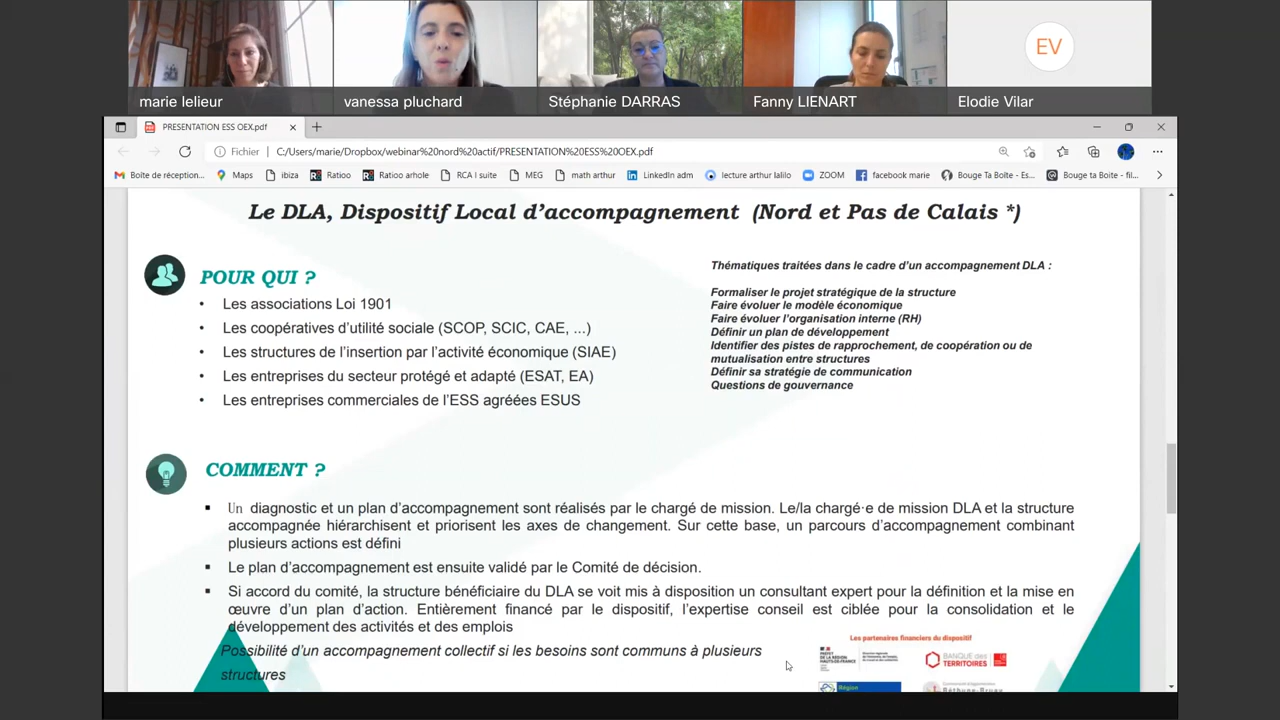 EV
marie lelieur
vanessa pluchard
Stéphanie DARRAS
Fanny LIENART
Elodie Vilar
PRESENTATION ESS OEX.pdf
Fichier
C:/Users/marie/Dropbox/webinar%20nord%20actif/PRESENTATION%20ESS%20OEX.pdf
Boîte de réception...
Maps
ibiza
Ratioo
Ratioo arhole
RCA I suite
MEG
math arthur
LinkedIn adm
lecture arthur lalilo
ZOOM
facebook marie
Bouge Ta Boite - Es...
Bouge ta Boite - fil...
Le DLA, Dispositif Local d’accompagnement (Nord et Pas de Calais *)
POUR QUI ?
• Les associations Loi 1901
• Les coopératives d’utilité sociale (SCOP, SCIC, CAE, ...)
• Les structures de l’insertion par l’activité économique (SIAE)
• Les entreprises du secteur protégé et adapté (ESAT, EA)
• Les entreprises commerciales de l’ESS agréées ESUS
Thématiques traitées dans le cadre d’un accompagnement DLA :
Formaliser le projet stratégique de la structure
Faire évoluer le modèle économique
Faire évoluer l’organisation interne (RH)
Définir un plan de développement
Identifier des pistes de rapprochement, de coopération ou de
mutualisation entre structures
Définir sa stratégie de communication
Questions de gouvernance
COMMENT ?
▪ Un diagnostic et un plan d’accompagnement sont réalisés par le chargé de mission. Le/la chargé·e de mission DLA et la structure
accompagnée hiérarchisent et priorisent les axes de changement. Sur cette base, un parcours d’accompagnement combinant
plusieurs actions est défini
▪ Le plan d’accompagnement est ensuite validé par le Comité de décision.
▪ Si accord du comité, la structure bénéficiaire du DLA se voit mis à disposition un consultant expert pour la définition et la mise en
œuvre d’un plan d’action. Entièrement financé par le dispositif, l’expertise conseil est ciblée pour la consolidation et le
développement des activités et des emplois
Possibilité d’un accompagnement collectif si les besoins sont communs à plusieurs
structures
Les partenaires financiers du dispositif
PRÉFET
DE LA RÉGION
HAUTS-DE-FRANCE
BANQUE des
TERRITOIRES
Région
Béthune-Bruay